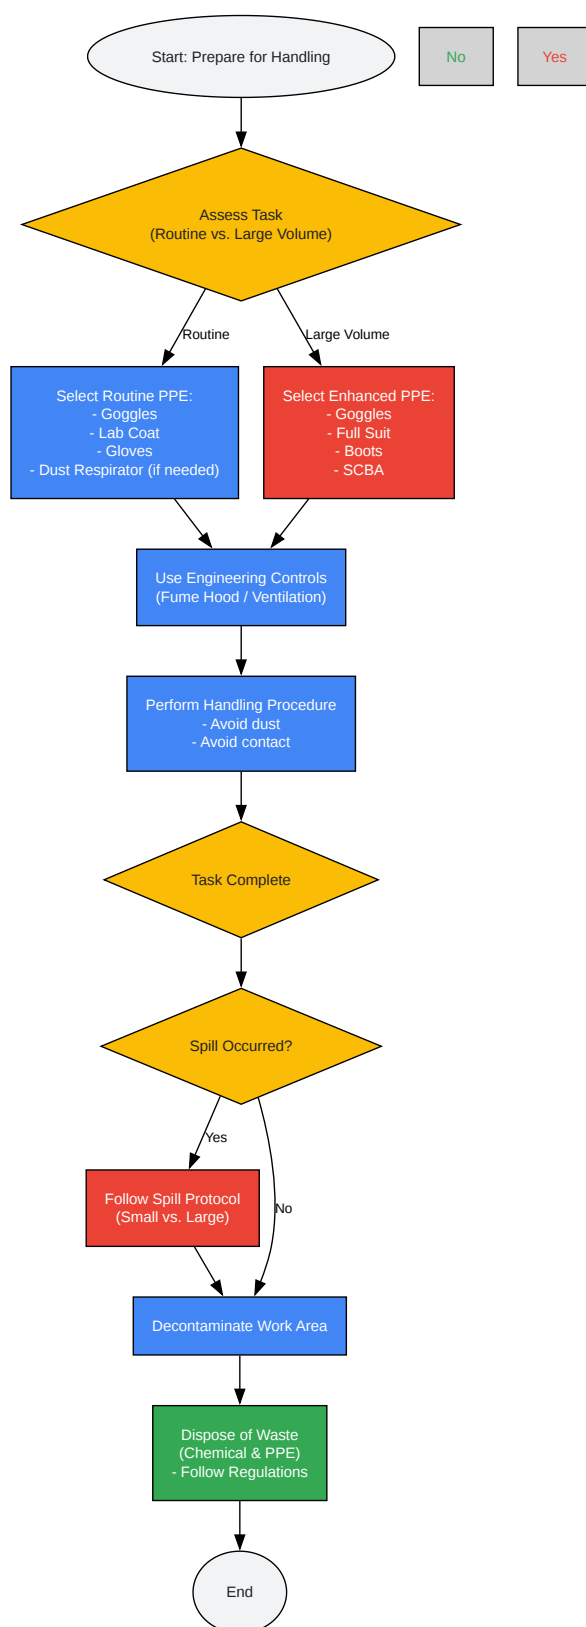 Start: Prepare for Handling
No
Yes
Assess Task
(Routine vs. Large Volume)
Routine
Large Volume
Select Routine PPE:
- Goggles
- Lab Coat
- Gloves
- Dust Respirator (if needed)
Select Enhanced PPE:
- Goggles
- Full Suit
- Boots
- SCBA
Use Engineering Controls
(Fume Hood / Ventilation)
Perform Handling Procedure
- Avoid dust
- Avoid contact
Task Complete
Spill Occurred?
Yes
Follow Spill Protocol
(Small vs. Large)
No
Decontaminate Work Area
Dispose of Waste
(Chemical & PPE)
- Follow Regulations
End